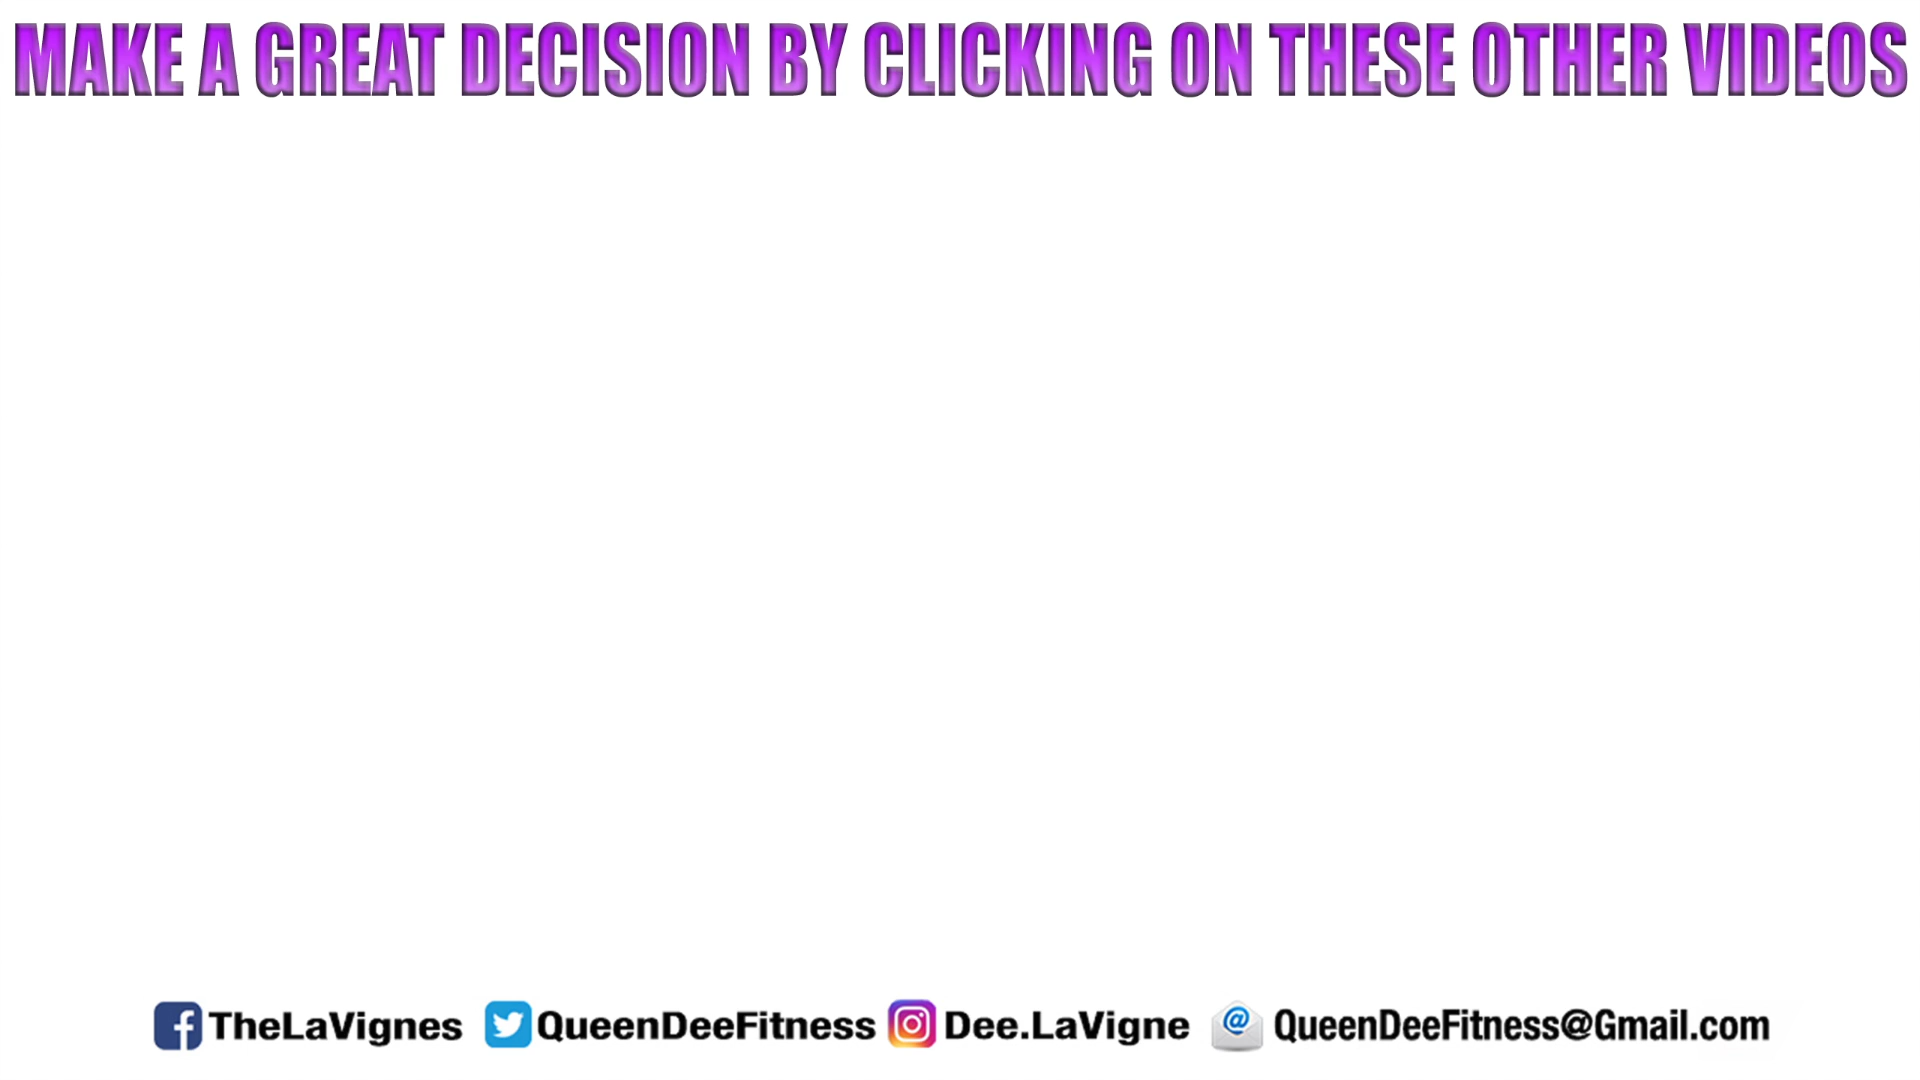 MAKE A GREAT DECISION BY CLICKING ON THESE OTHER VIDEOS
TheLaVignes QueenDeeFitness Dee.LaVigne @ QueenDeeFitness@Gmail.com